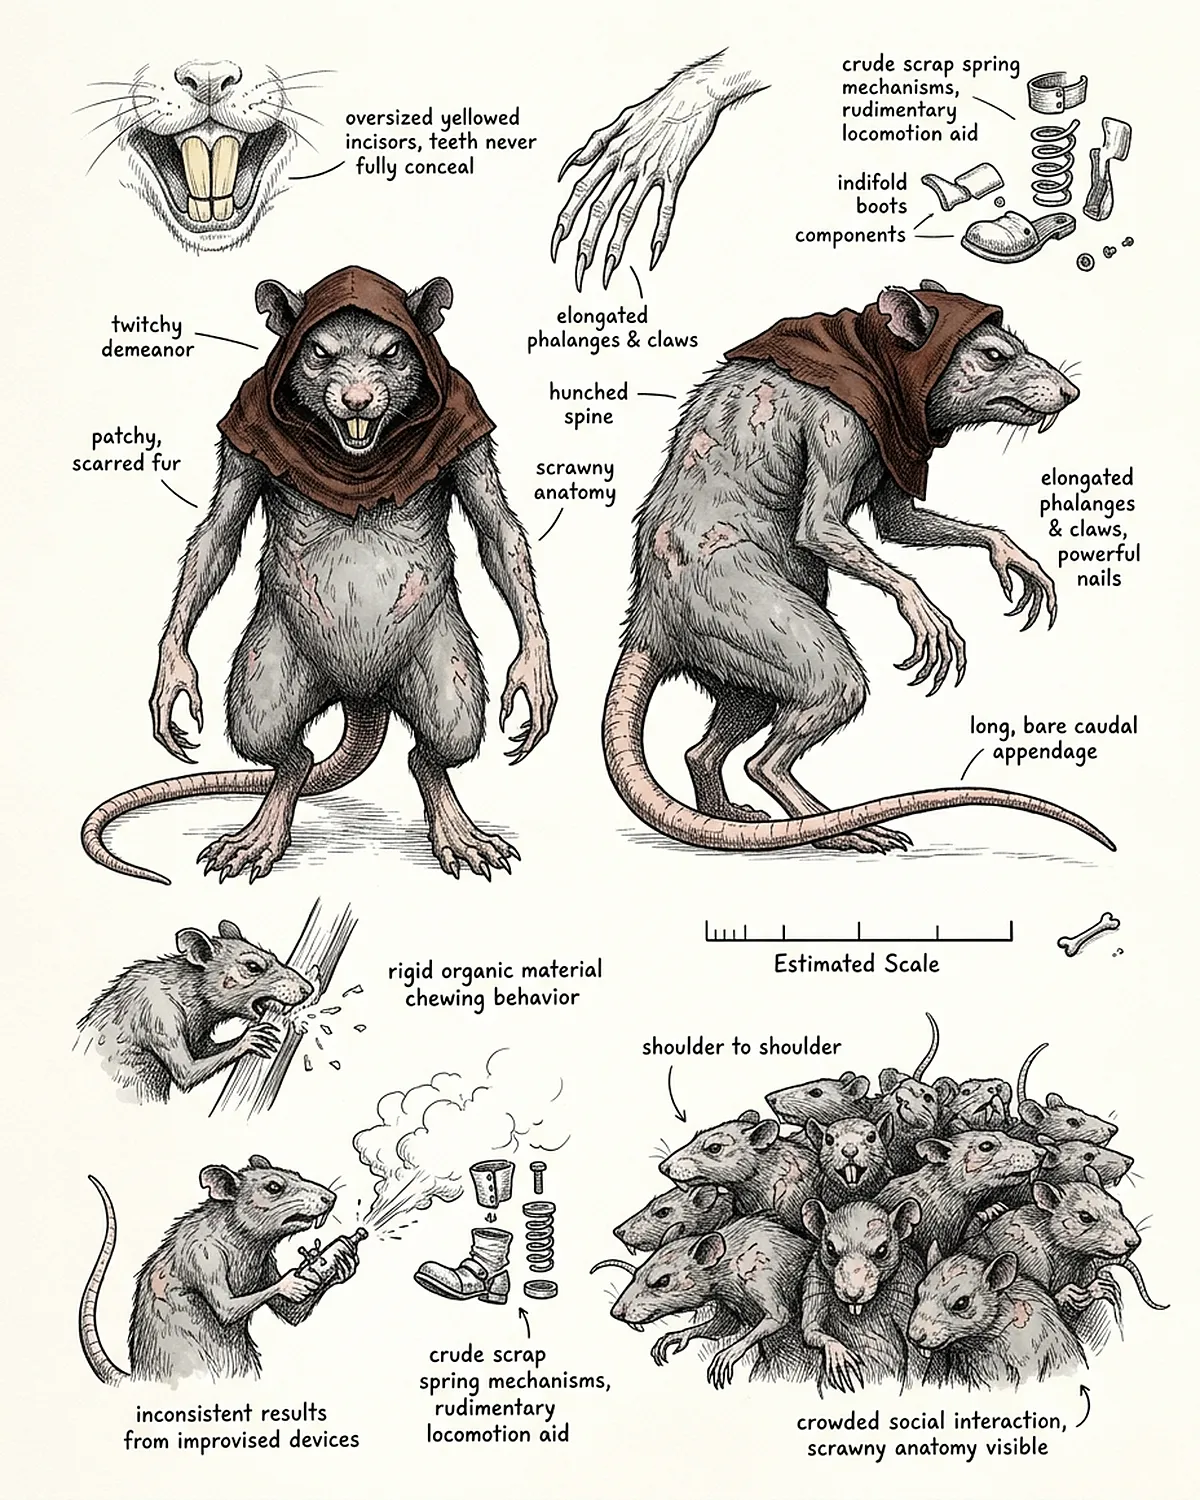 oversized yellowed
incisors, teeth never
fully conceal
crude scrap spring
mechanisms,
rudimentary
locomotion aid
indifold
boots
components
twitchy
demeanor
elongated
phalanges & claws
hunched
spine
patchy,
scarred fur
scrawny
anatomy
elongated
phalanges
& claws,
powerful
nails
long, bare caudal
appendage
rigid organic material
chewing behavior
Estimated Scale
shoulder to shoulder
inconsistent results
from improvised devices
crude scrap
spring mechanisms,
rudimentary
locomotion aid
crowded social interaction,
scrawny anatomy visible